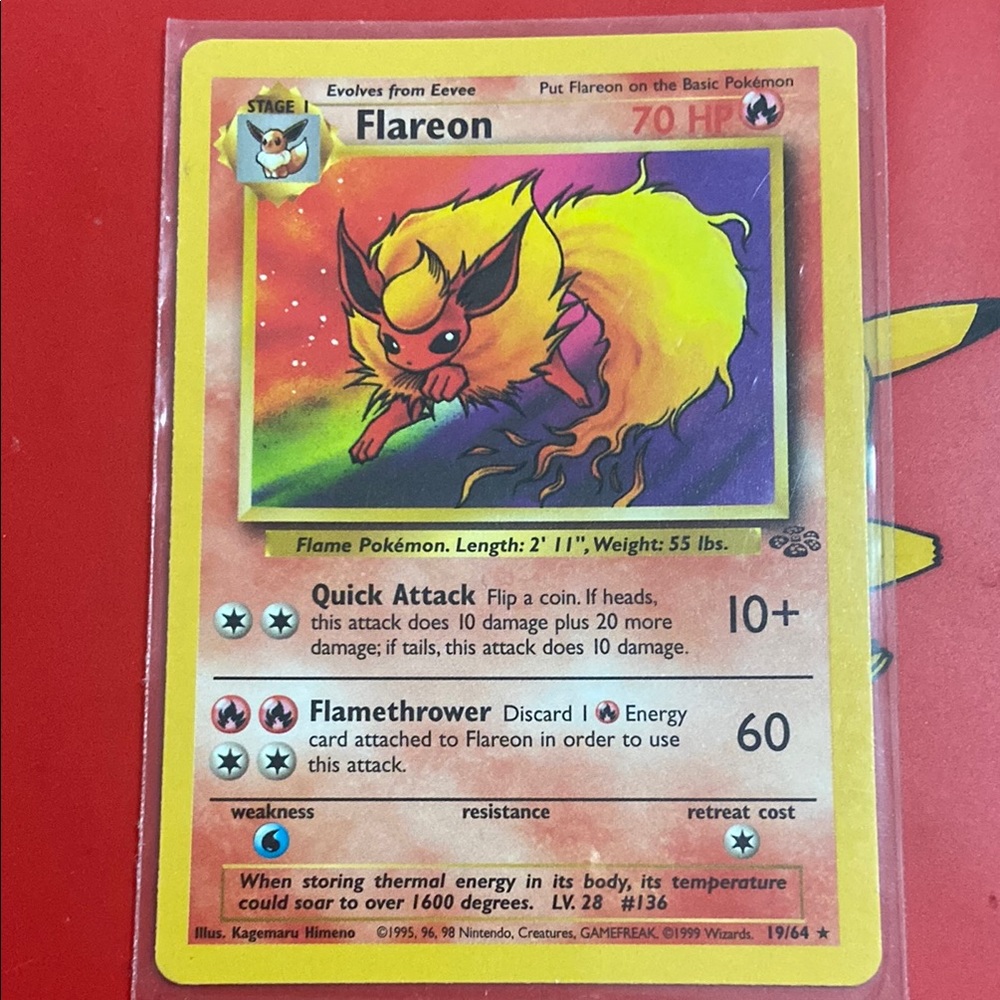 Evolves from Eevee
Put Flareon on the Basic Pokémon
STAGE 1
Flareon
70 HP
Flame Pokémon. Length: 2' 11", Weight: 55 lbs.
Quick Attack Flip a coin. If heads,
this attack does 10 damage plus 20 more
damage; if tails, this attack does 10 damage.
10+
Flamethrower Discard 1 Energy
card attached to Flareon in order to use
this attack.
60
weakness
resistance
retreat cost
When storing thermal energy in its body, its temperature
could soar to over 1600 degrees. LV. 28 #136
Illus. Kagemaru Himeno ©1995, 96, 98 Nintendo, Creatures, GAMEFREAK. ©1999 Wizards. 19/64 ★